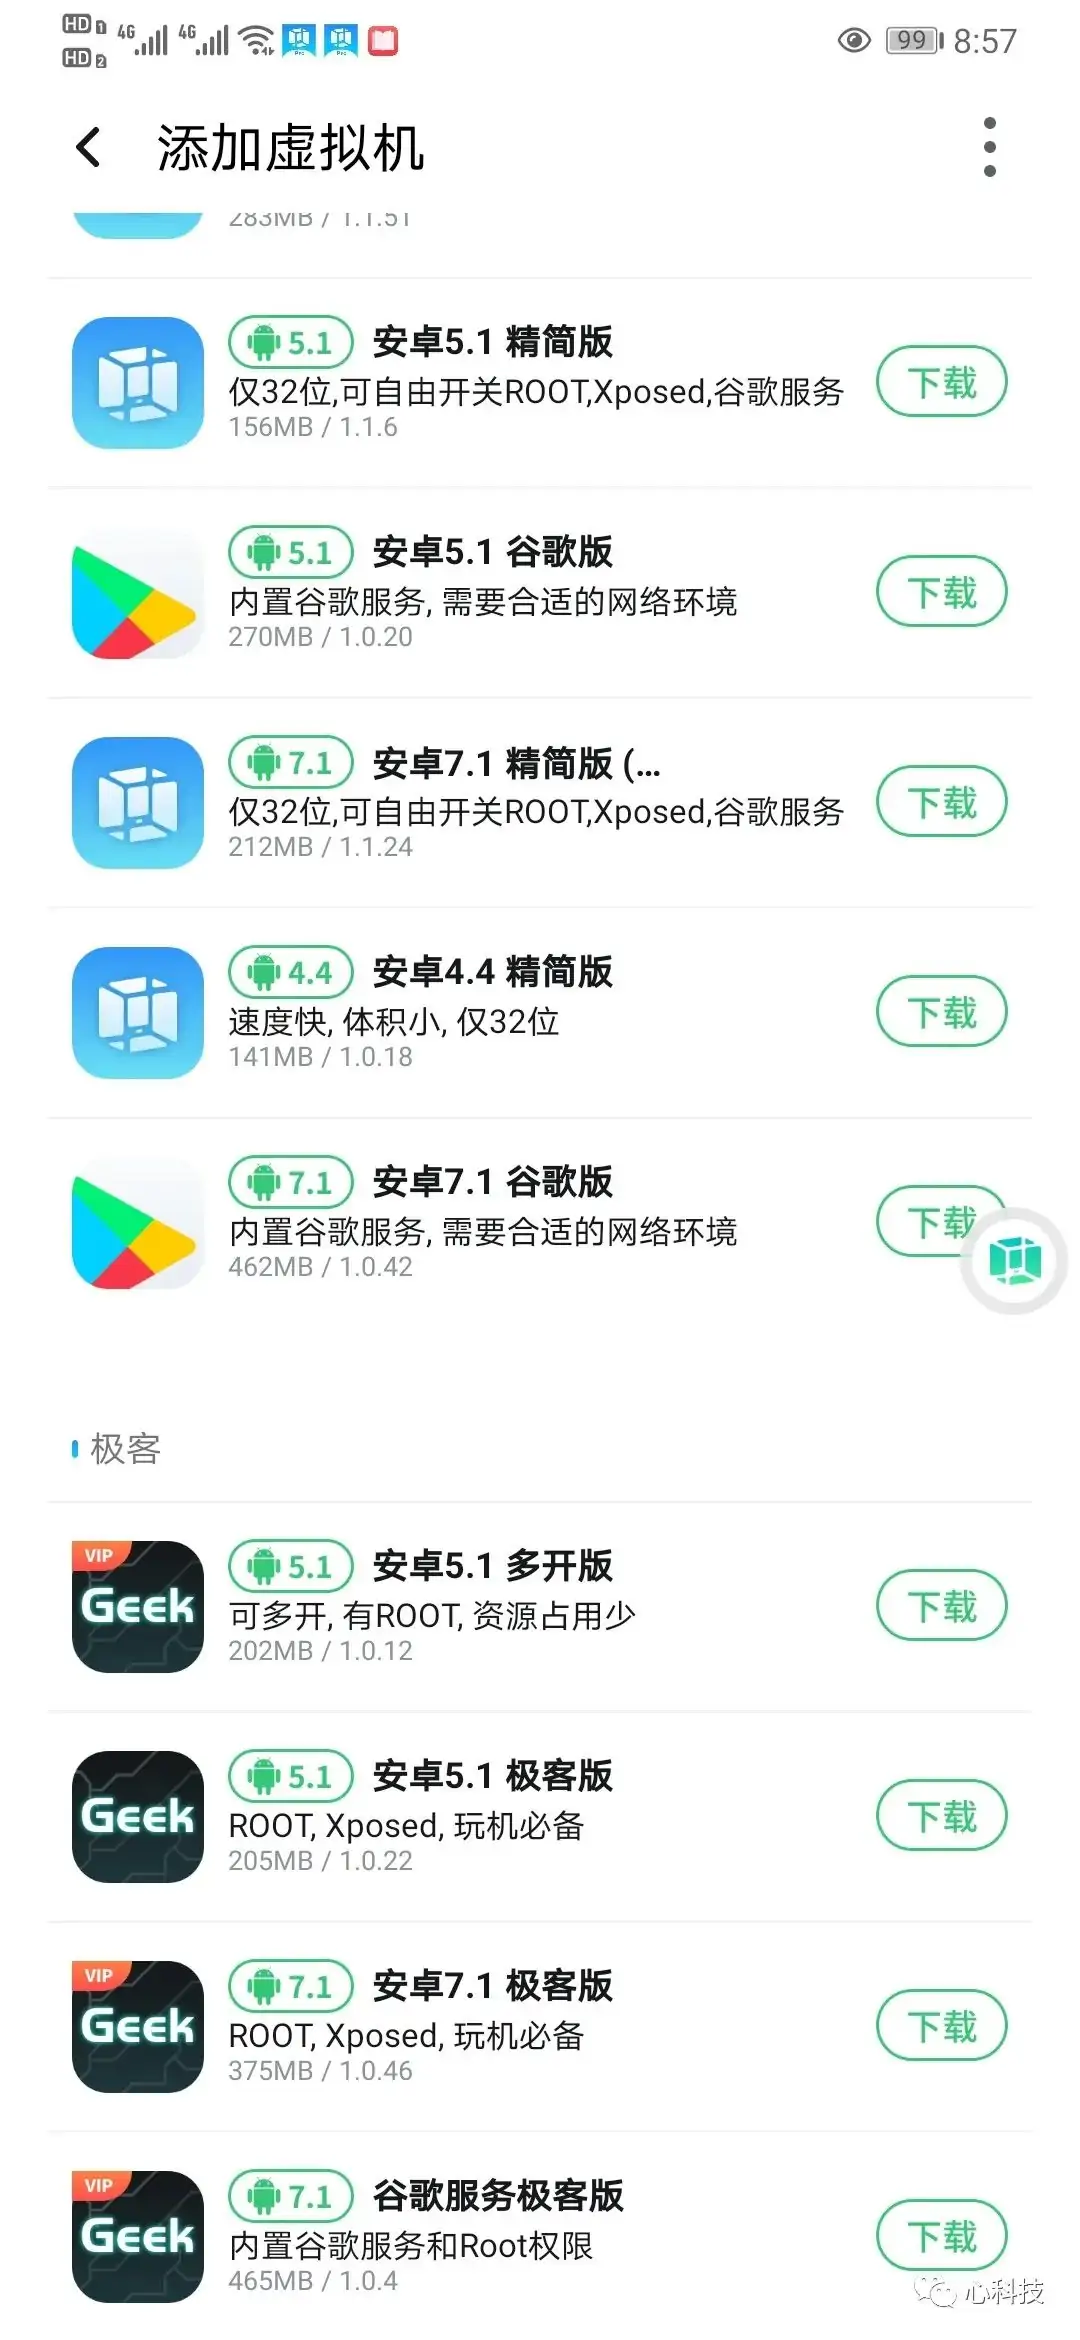 HD 1 4G 4G 99 8:57
HD 2
添加虚拟机
283MB / 1.1.51
5.1 安卓5.1 精简版
仅32位,可自由开关ROOT,Xposed,谷歌服务
156MB / 1.1.6
下载
5.1 安卓5.1 谷歌版
内置谷歌服务, 需要合适的网络环境
270MB / 1.0.20
下载
7.1 安卓7.1 精简版 (...
仅32位,可自由开关ROOT,Xposed,谷歌服务
212MB / 1.1.24
下载
4.4 安卓4.4 精简版
速度快, 体积小, 仅32位
141MB / 1.0.18
下载
7.1 安卓7.1 谷歌版
内置谷歌服务, 需要合适的网络环境
462MB / 1.0.42
下载
极客
VIP
Geek
5.1 安卓5.1 多开版
可多开, 有ROOT, 资源占用少
202MB / 1.0.12
下载
Geek
5.1 安卓5.1 极客版
ROOT, Xposed, 玩机必备
205MB / 1.0.22
下载
VIP
Geek
7.1 安卓7.1 极客版
ROOT, Xposed, 玩机必备
375MB / 1.0.46
下载
VIP
Geek
7.1 谷歌服务极客版
内置谷歌服务和Root权限
465MB / 1.0.4
下载
心科技